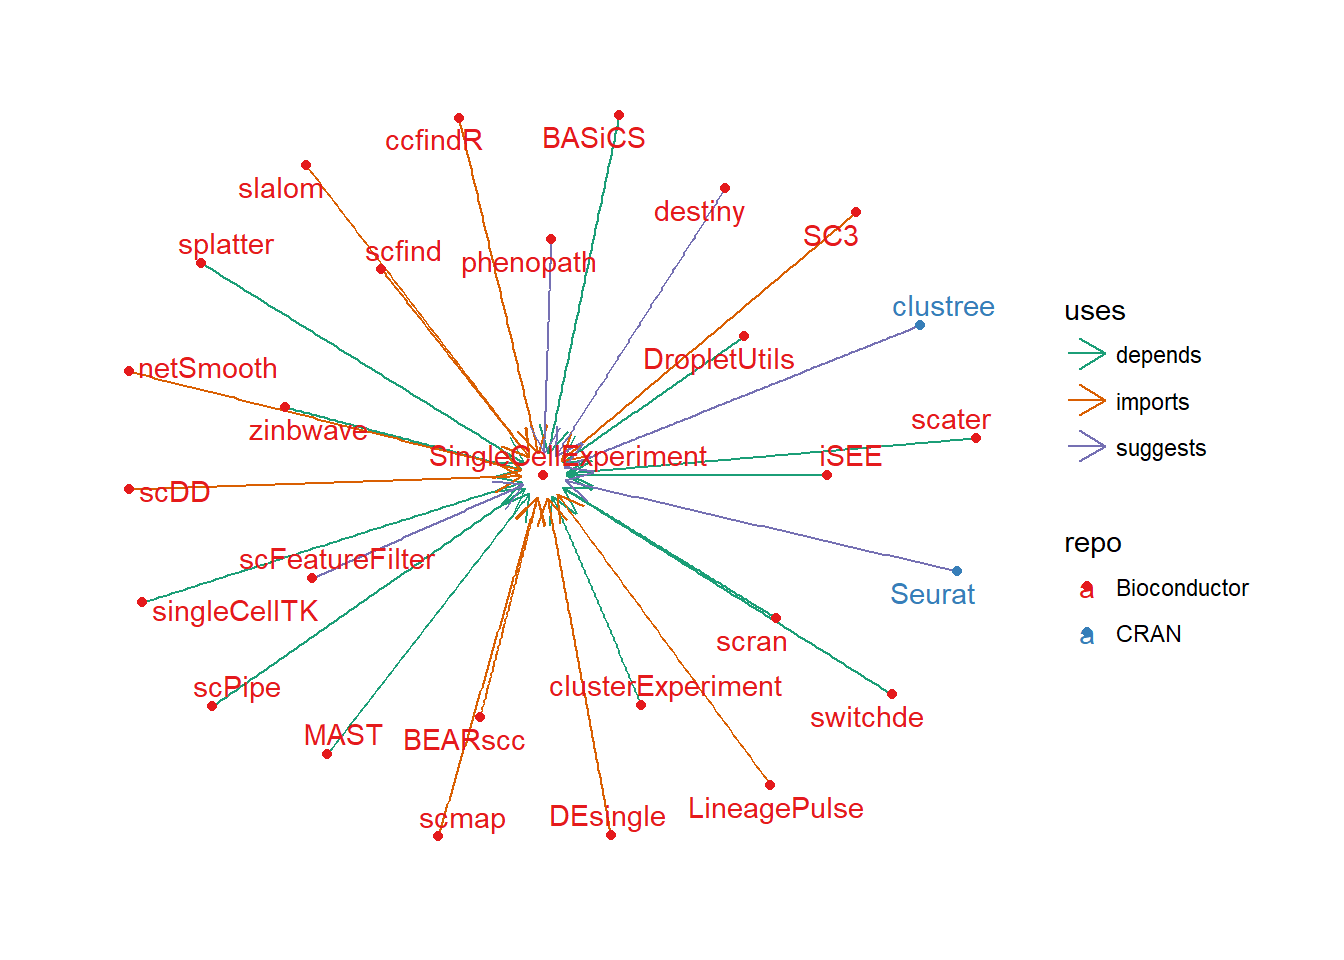 ccfindR
BASiCS
slalom
destiny
splatter
scfind
phenopath
SC3
clustree
netSmooth
DropletUtils
zinbwave
scater
SingleCellExperiment
iSEE
scDD
scFeatureFilter
singleCellTK
Seurat
scran
scPipe
clusterExperiment
switchde
MAST
BEARscc
scmap
DEsingle
LineagePulse
uses
depends
imports
suggests
repo
a Bioconductor
a CRAN